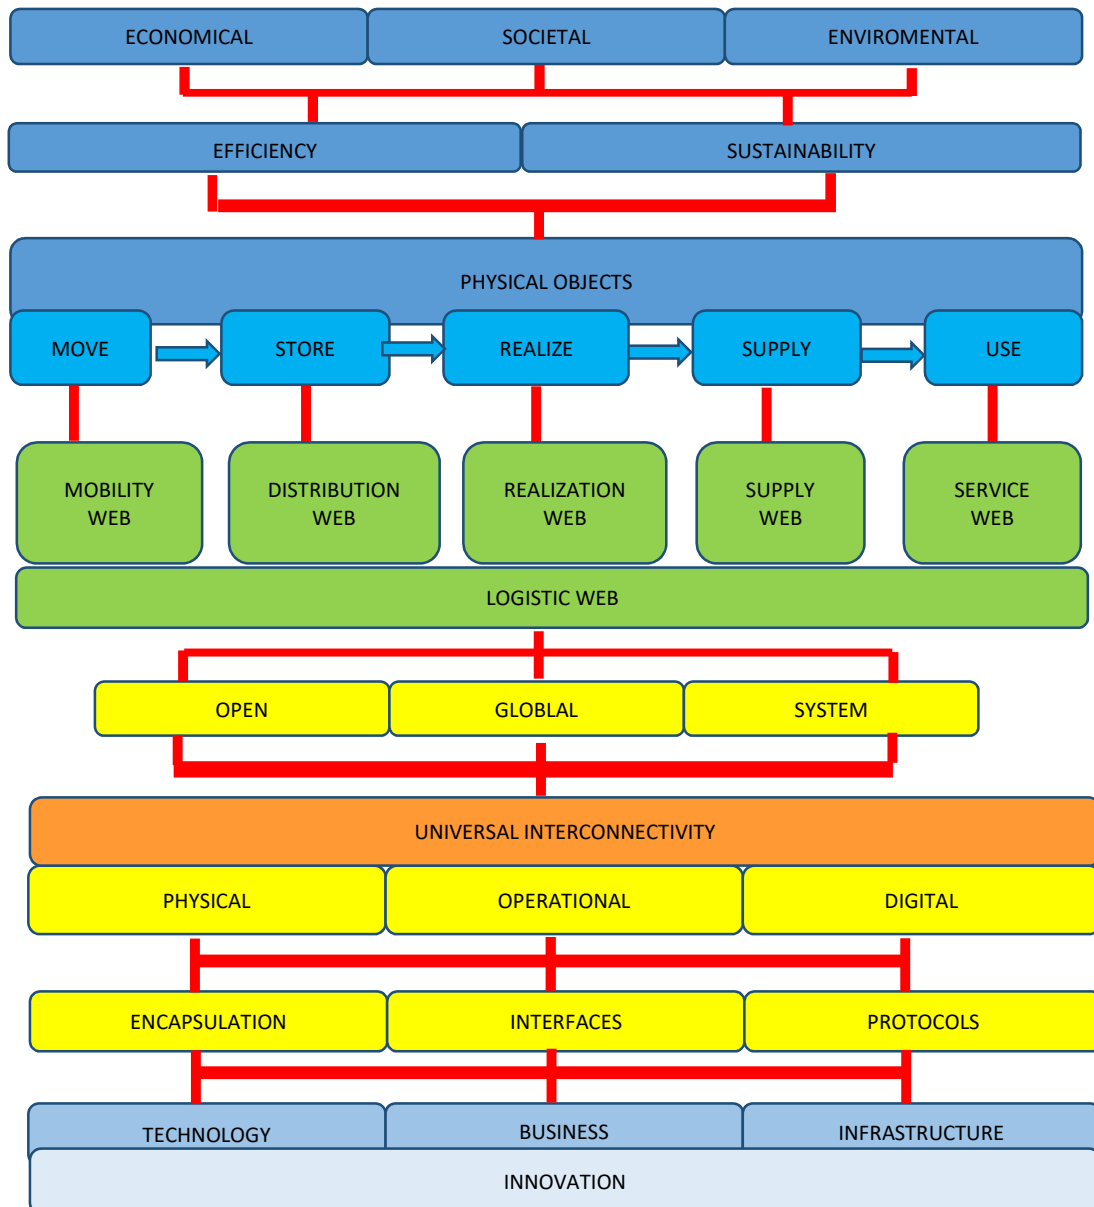 ECONOMICAL
SOCIETAL
ENVIROMENTAL
EFFICIENCY
SUSTAINABILITY
PHYSICAL OBJECTS
MOVE
STORE
REALIZE
SUPPLY
USE
MOBILITY
WEB
DISTRIBUTION
WEB
REALIZATION
WEB
SUPPLY
WEB
SERVICE
WEB
LOGISTIC WEB
OPEN
GLOBLAL
SYSTEM
UNIVERSAL INTERCONNECTIVITY
PHYSICAL
OPERATIONAL
DIGITAL
ENCAPSULATION
INTERFACES
PROTOCOLS
TECHNOLOGY
BUSINESS
INFRASTRUCTURE
INNOVATION